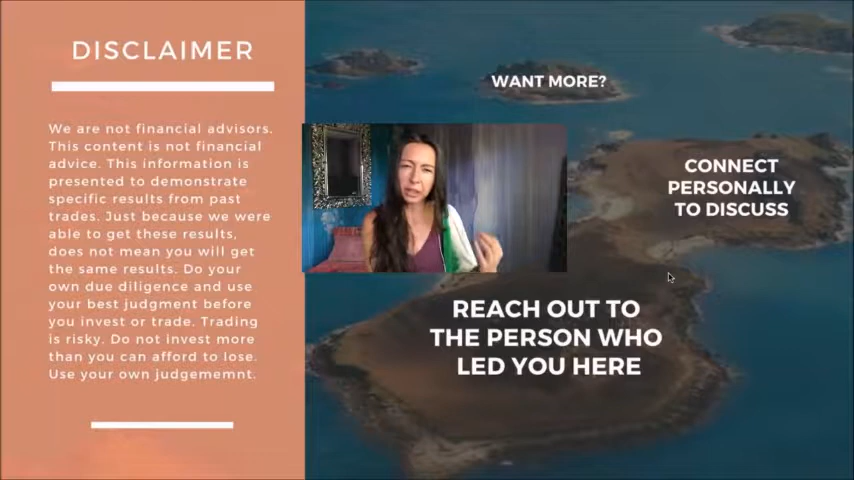 DISCLAIMER
We are not financial advisors.
This content is not financial
advice. This information is
presented to demonstrate
specific results from past
trades. Just because we were
able to get these results,
does not mean you will get
the same results. Do your
own due diligence and use
your best judgment before
you invest or trade. Trading
is risky. Do not invest more
than you can afford to lose.
Use your own judgememnt.
WANT MORE?
CONNECT
PERSONALLY
TO DISCUSS
REACH OUT TO
THE PERSON WHO
LED YOU HERE